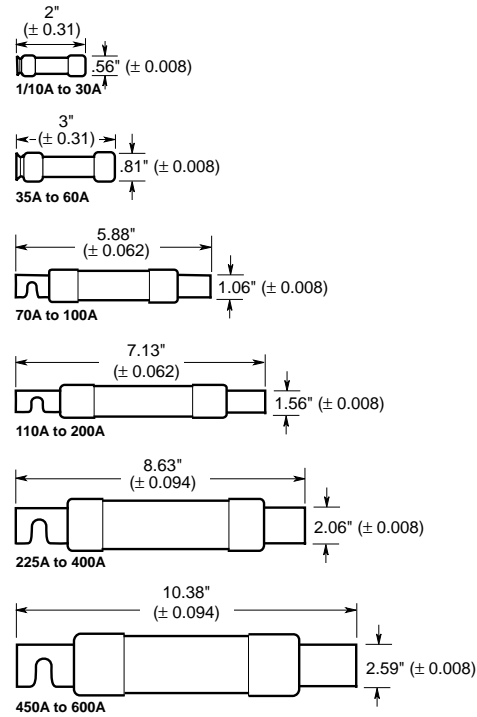 2"
(± 0.31)
.56" (± 0.008)
1/10A to 30A
3"
(± 0.31)
.81" (± 0.008)
35A to 60A
5.88"
(± 0.062)
1.06" (± 0.008)
70A to 100A
7.13"
(± 0.062)
1.56" (± 0.008)
110A to 200A
8.63"
(± 0.094)
2.06" (± 0.008)
225A to 400A
10.38"
(± 0.094)
2.59" (± 0.008)
450A to 600A